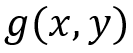 g(x, y)